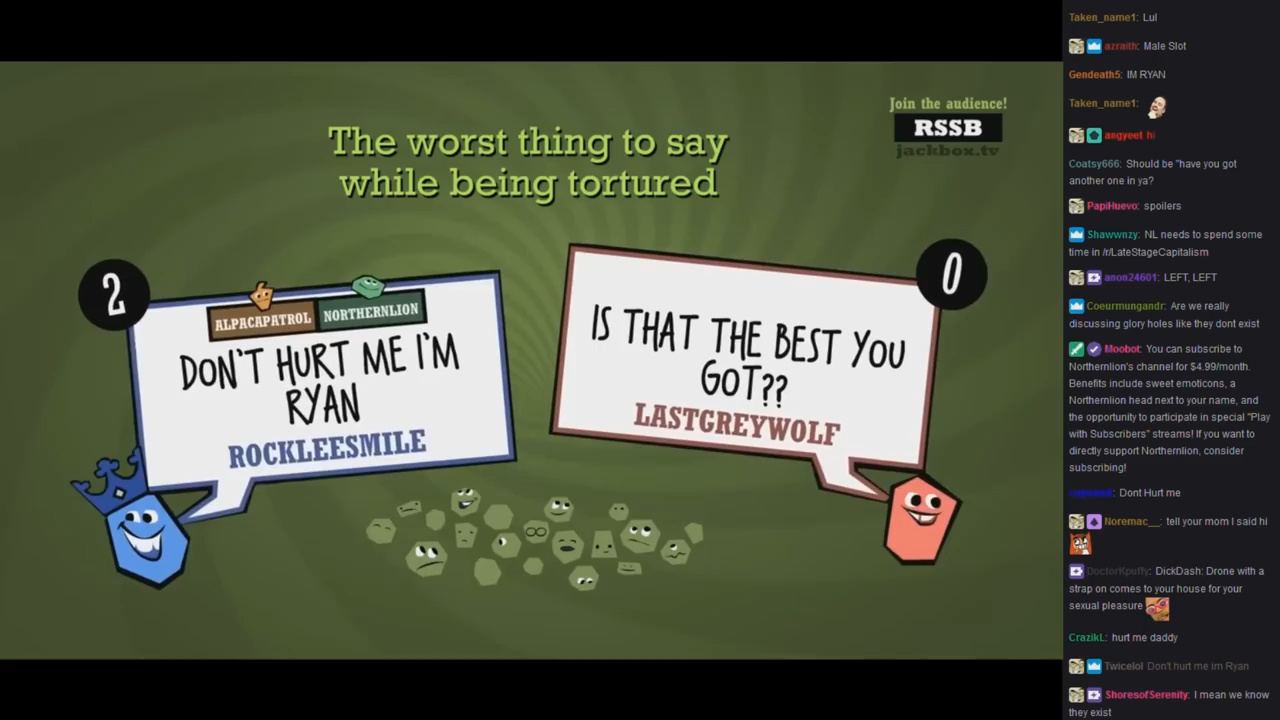 The worst thing to say
while being tortured
Join the audience!
RSSB
jackbox.tv
2
ALPACAPATROL
NORTHERNLION
DON'T HURT ME I'M
RYAN
ROCKLEESMILE
0
IS THAT THE BEST YOU
GOT??
LASTGREYWOLF
Taken_name1: Lul
azraith: Male Slot
Gendeath5: IM RYAN
Taken_name1:
angyeet hi
Coatsy666: Should be "have you got
another one in ya?
PapiHuevo: spoilers
Shawwnzy: NL needs to spend some
time in /r/LateStageCapitalism
anon24601: LEFT, LEFT
Coeurmungandr: Are we really
discussing glory holes like they dont exist
Moobot: You can subscribe to
Northernlion's channel for $4.99/month.
Benefits include sweet emoticons, a
Northernlion head next to your name, and
the opportunity to participate in special "Play
with Subscribers" streams! If you want to
directly support Northernlion, consider
subscribing!
: Dont Hurt me
Noremac__: tell your mom I said hi
DoctorKpuffy: DickDash: Drone with a
strap on comes to your house for your
sexual pleasure
CrazikL: hurt me daddy
Twicelol Don't hurt me im Ryan
ShoresofSerenity: I mean we know
they exist